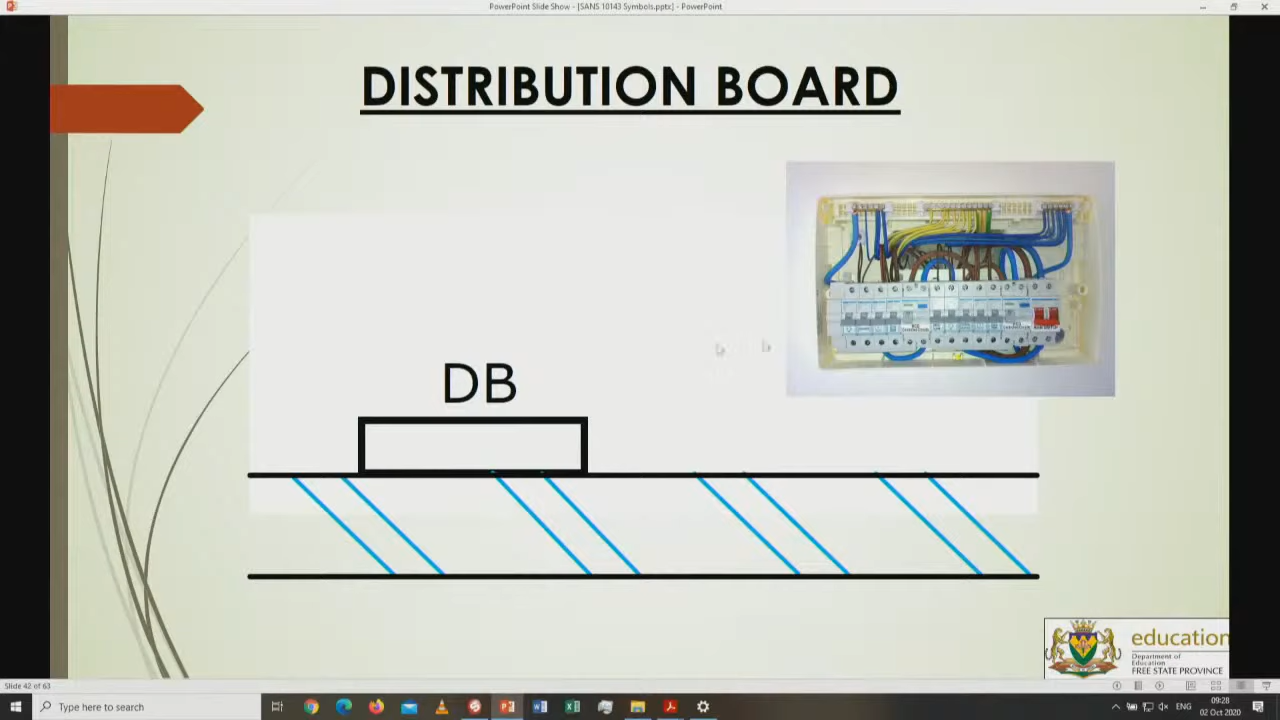 PowerPoint Slide Show - [SANS 10143 Symbols.pptx] - PowerPoint
DISTRIBUTION BOARD
DB
education
Department of
Education
FREE STATE PROVINCE
Slide 42 of 63
Type here to search
ENG
09:28
02 Oct 2020